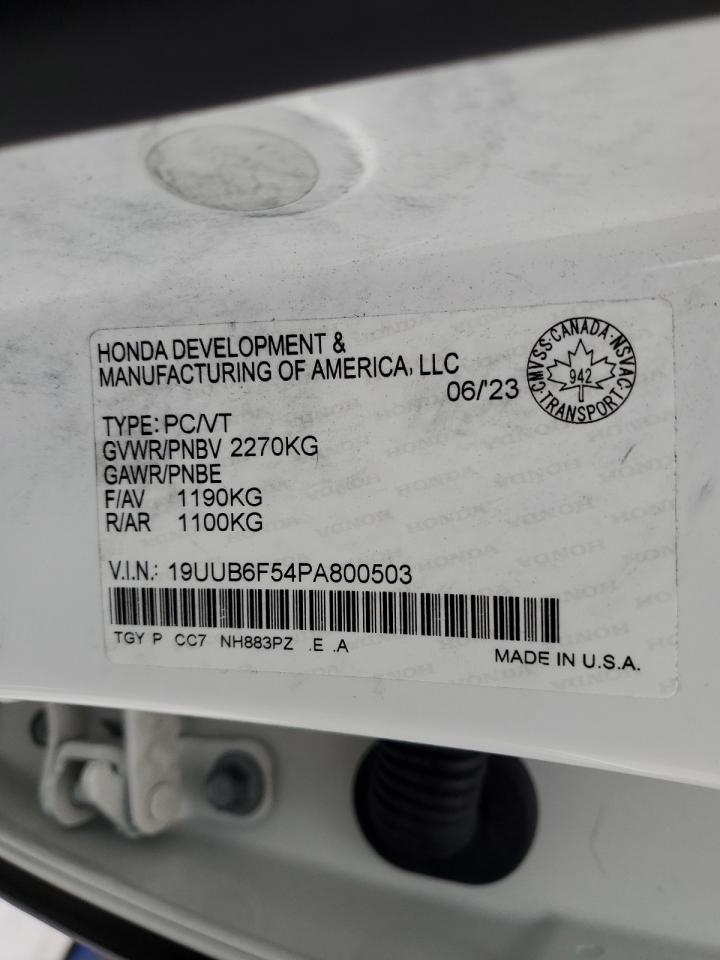 HONDA DEVELOPMENT &
MANUFACTURING OF AMERICA, LLC
06/'23
CMVSS·CANADA·NSVAC
942
TRANSPORT
TYPE: PC/VT
GVWR/PNBV 2270KG
GAWR/PNBE
F/AV 1190KG
R/AR 1100KG
V.I.N.: 19UUB6F54PA800503
TGY P CC7 NH883PZ .E .A
MADE IN U.S.A.